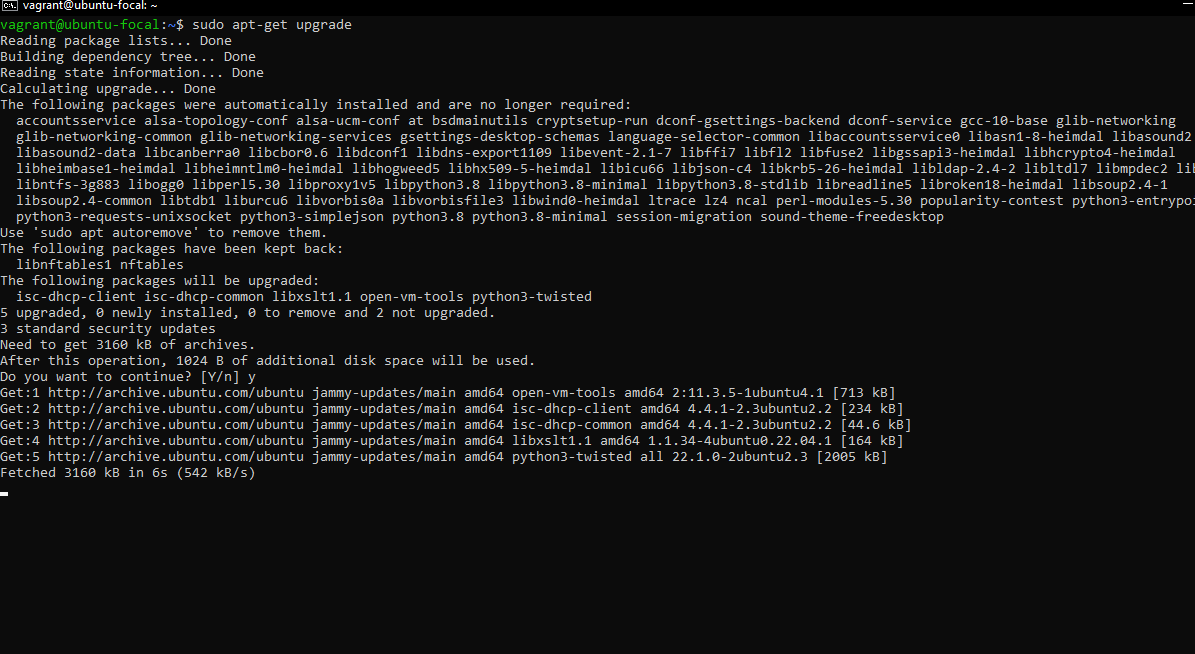 vagrant@ubuntu-focal: ~
vagrant@ubuntu-focal:~$ sudo apt-get upgrade
Reading package lists... Done
Building dependency tree... Done
Reading state information... Done
Calculating upgrade... Done
The following packages were automatically installed and are no longer required:
accountsservice alsa-topology-conf alsa-ucm-conf at bsdmainutils cryptsetup-run dconf-gsettings-backend dconf-service gcc-10-base glib-networking
glib-networking-common glib-networking-services gsettings-desktop-schemas language-selector-common libaccountsservice0 libasn1-8-heimdal libasound2
libasound2-data libcanberra0 libcbor0.6 libdconf1 libdns-export1109 libevent-2.1-7 libffi7 libfl2 libfuse2 libgssapi3-heimdal libhcrypto4-heimdal
libheimbase1-heimdal libheimntlm0-heimdal libhogweed5 libhx509-5-heimdal libicu66 libjson-c4 libkrb5-26-heimdal libldap-2.4-2 libltdl7 libmpdec2 lib
libntfs-3g883 libogg0 libperl5.30 libproxy1v5 libpython3.8 libpython3.8-minimal libpython3.8-stdlib libreadline5 libroken18-heimdal libsoup2.4-1
libsoup2.4-common libtdb1 liburcu6 libvorbis0a libvorbisfile3 libwind0-heimdal ltrace lz4 ncal perl-modules-5.30 popularity-contest python3-entrypoi
python3-requests-unixsocket python3-simplejson python3.8 python3.8-minimal session-migration sound-theme-freedesktop
Use 'sudo apt autoremove' to remove them.
The following packages have been kept back:
libnftables1 nftables
The following packages will be upgraded:
isc-dhcp-client isc-dhcp-common libxslt1.1 open-vm-tools python3-twisted
5 upgraded, 0 newly installed, 0 to remove and 2 not upgraded.
3 standard security updates
Need to get 3160 kB of archives.
After this operation, 1024 B of additional disk space will be used.
Do you want to continue? [Y/n] y
Get:1 http://archive.ubuntu.com/ubuntu jammy-updates/main amd64 open-vm-tools amd64 2:11.3.5-1ubuntu4.1 [713 kB]
Get:2 http://archive.ubuntu.com/ubuntu jammy-updates/main amd64 isc-dhcp-client amd64 4.4.1-2.3ubuntu2.2 [234 kB]
Get:3 http://archive.ubuntu.com/ubuntu jammy-updates/main amd64 isc-dhcp-common amd64 4.4.1-2.3ubuntu2.2 [44.6 kB]
Get:4 http://archive.ubuntu.com/ubuntu jammy-updates/main amd64 libxslt1.1 amd64 1.1.34-4ubuntu0.22.04.1 [164 kB]
Get:5 http://archive.ubuntu.com/ubuntu jammy-updates/main amd64 python3-twisted all 22.1.0-2ubuntu2.3 [2005 kB]
Fetched 3160 kB in 6s (542 kB/s)